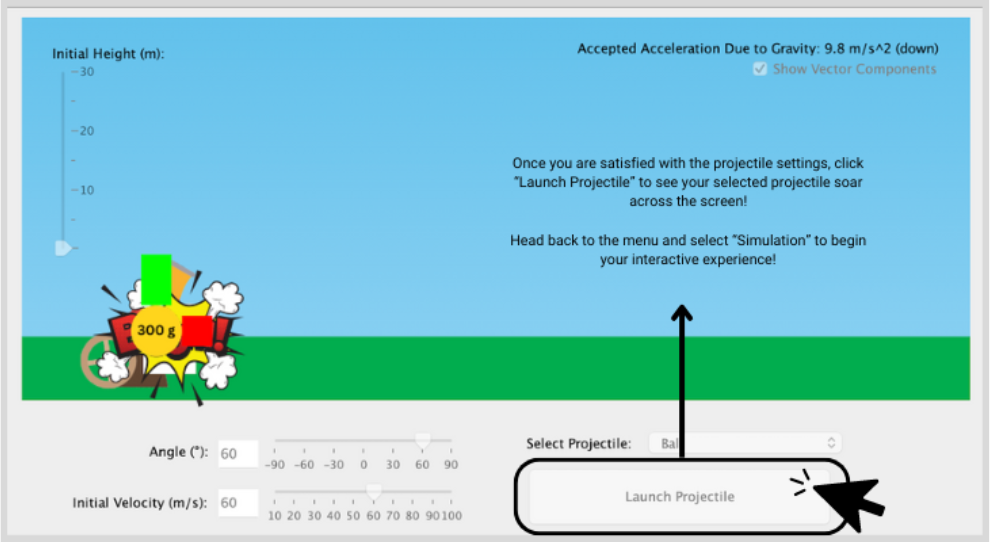 Initial Height (m):
30
20
10
Accepted Acceleration Due to Gravity: 9.8 m/s^2 (down)
Show Vector Components
Once you are satisfied with the projectile settings, click
"Launch Projectile" to see your selected projectile soar
across the screen!
Head back to the menu and select "Simulation" to begin
your interactive experience!
300 g
Angle (°): 60
-90 -60 -30 0 30 60 90
Initial Velocity (m/s): 60
10 20 30 40 50 60 70 80 90 100
Select Projectile:
Launch Projectile